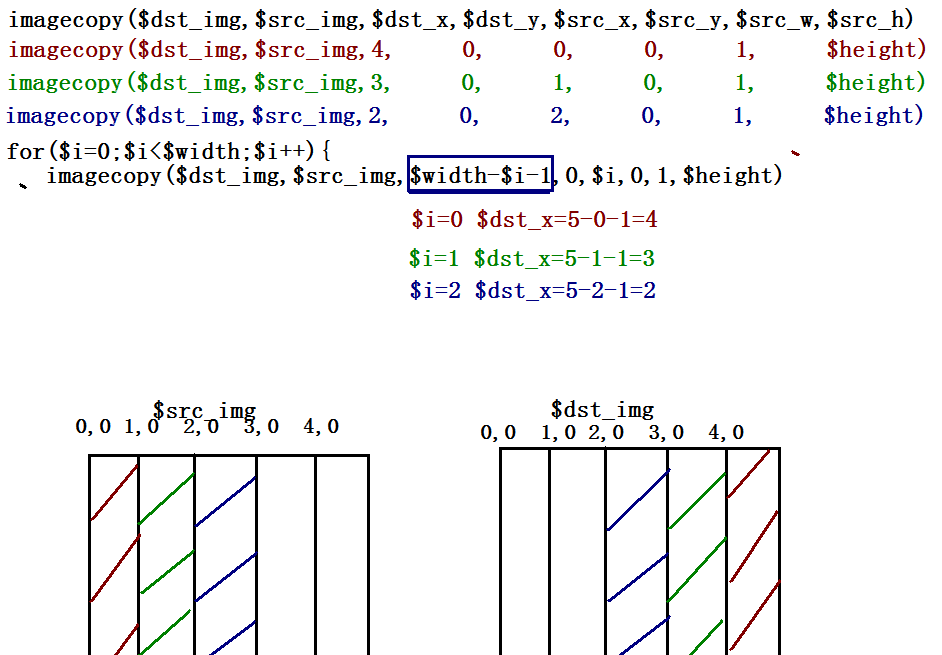 imagecopy($dst_img,$src_img,$dst_x,$dst_y,$src_x,$src_y,$src_w,$src_h)
imagecopy($dst_img,$src_img,4, 0, 0, 0, 1, $height)
imagecopy($dst_img,$src_img,3, 0, 1, 0, 1, $height)
imagecopy($dst_img,$src_img,2, 0, 2, 0, 1, $height)
for($i=0;$i<$width;$i++){
imagecopy($dst_img,$src_img,$width-$i-1,0,$i,0,1,$height)
$i=0 $dst_x=5-0-1=4
$i=1 $dst_x=5-1-1=3
$i=2 $dst_x=5-2-1=2
$src_img
0,0 1,0 2,0 3,0 4,0
$dst_img
0,0 1,0 2,0 3,0 4,0